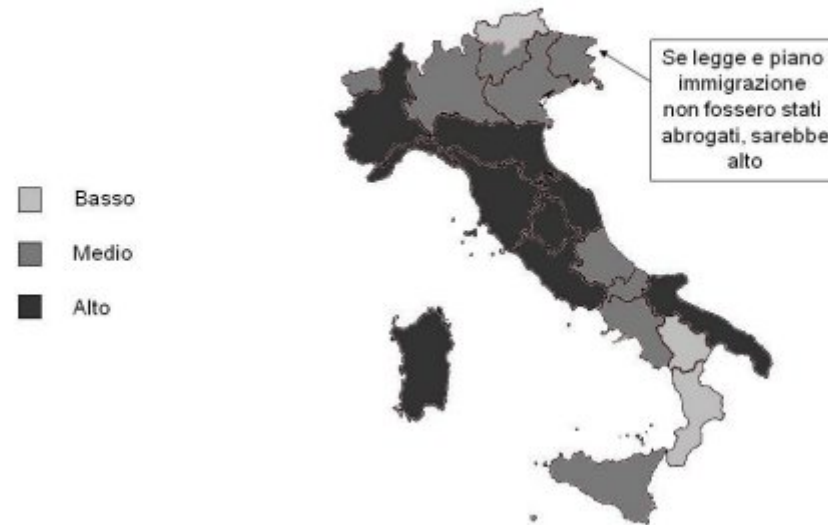 Se legge e piano
immigrazione
non fossero stati
abrogati, sarebbe
alto
Basso
Medio
Alto